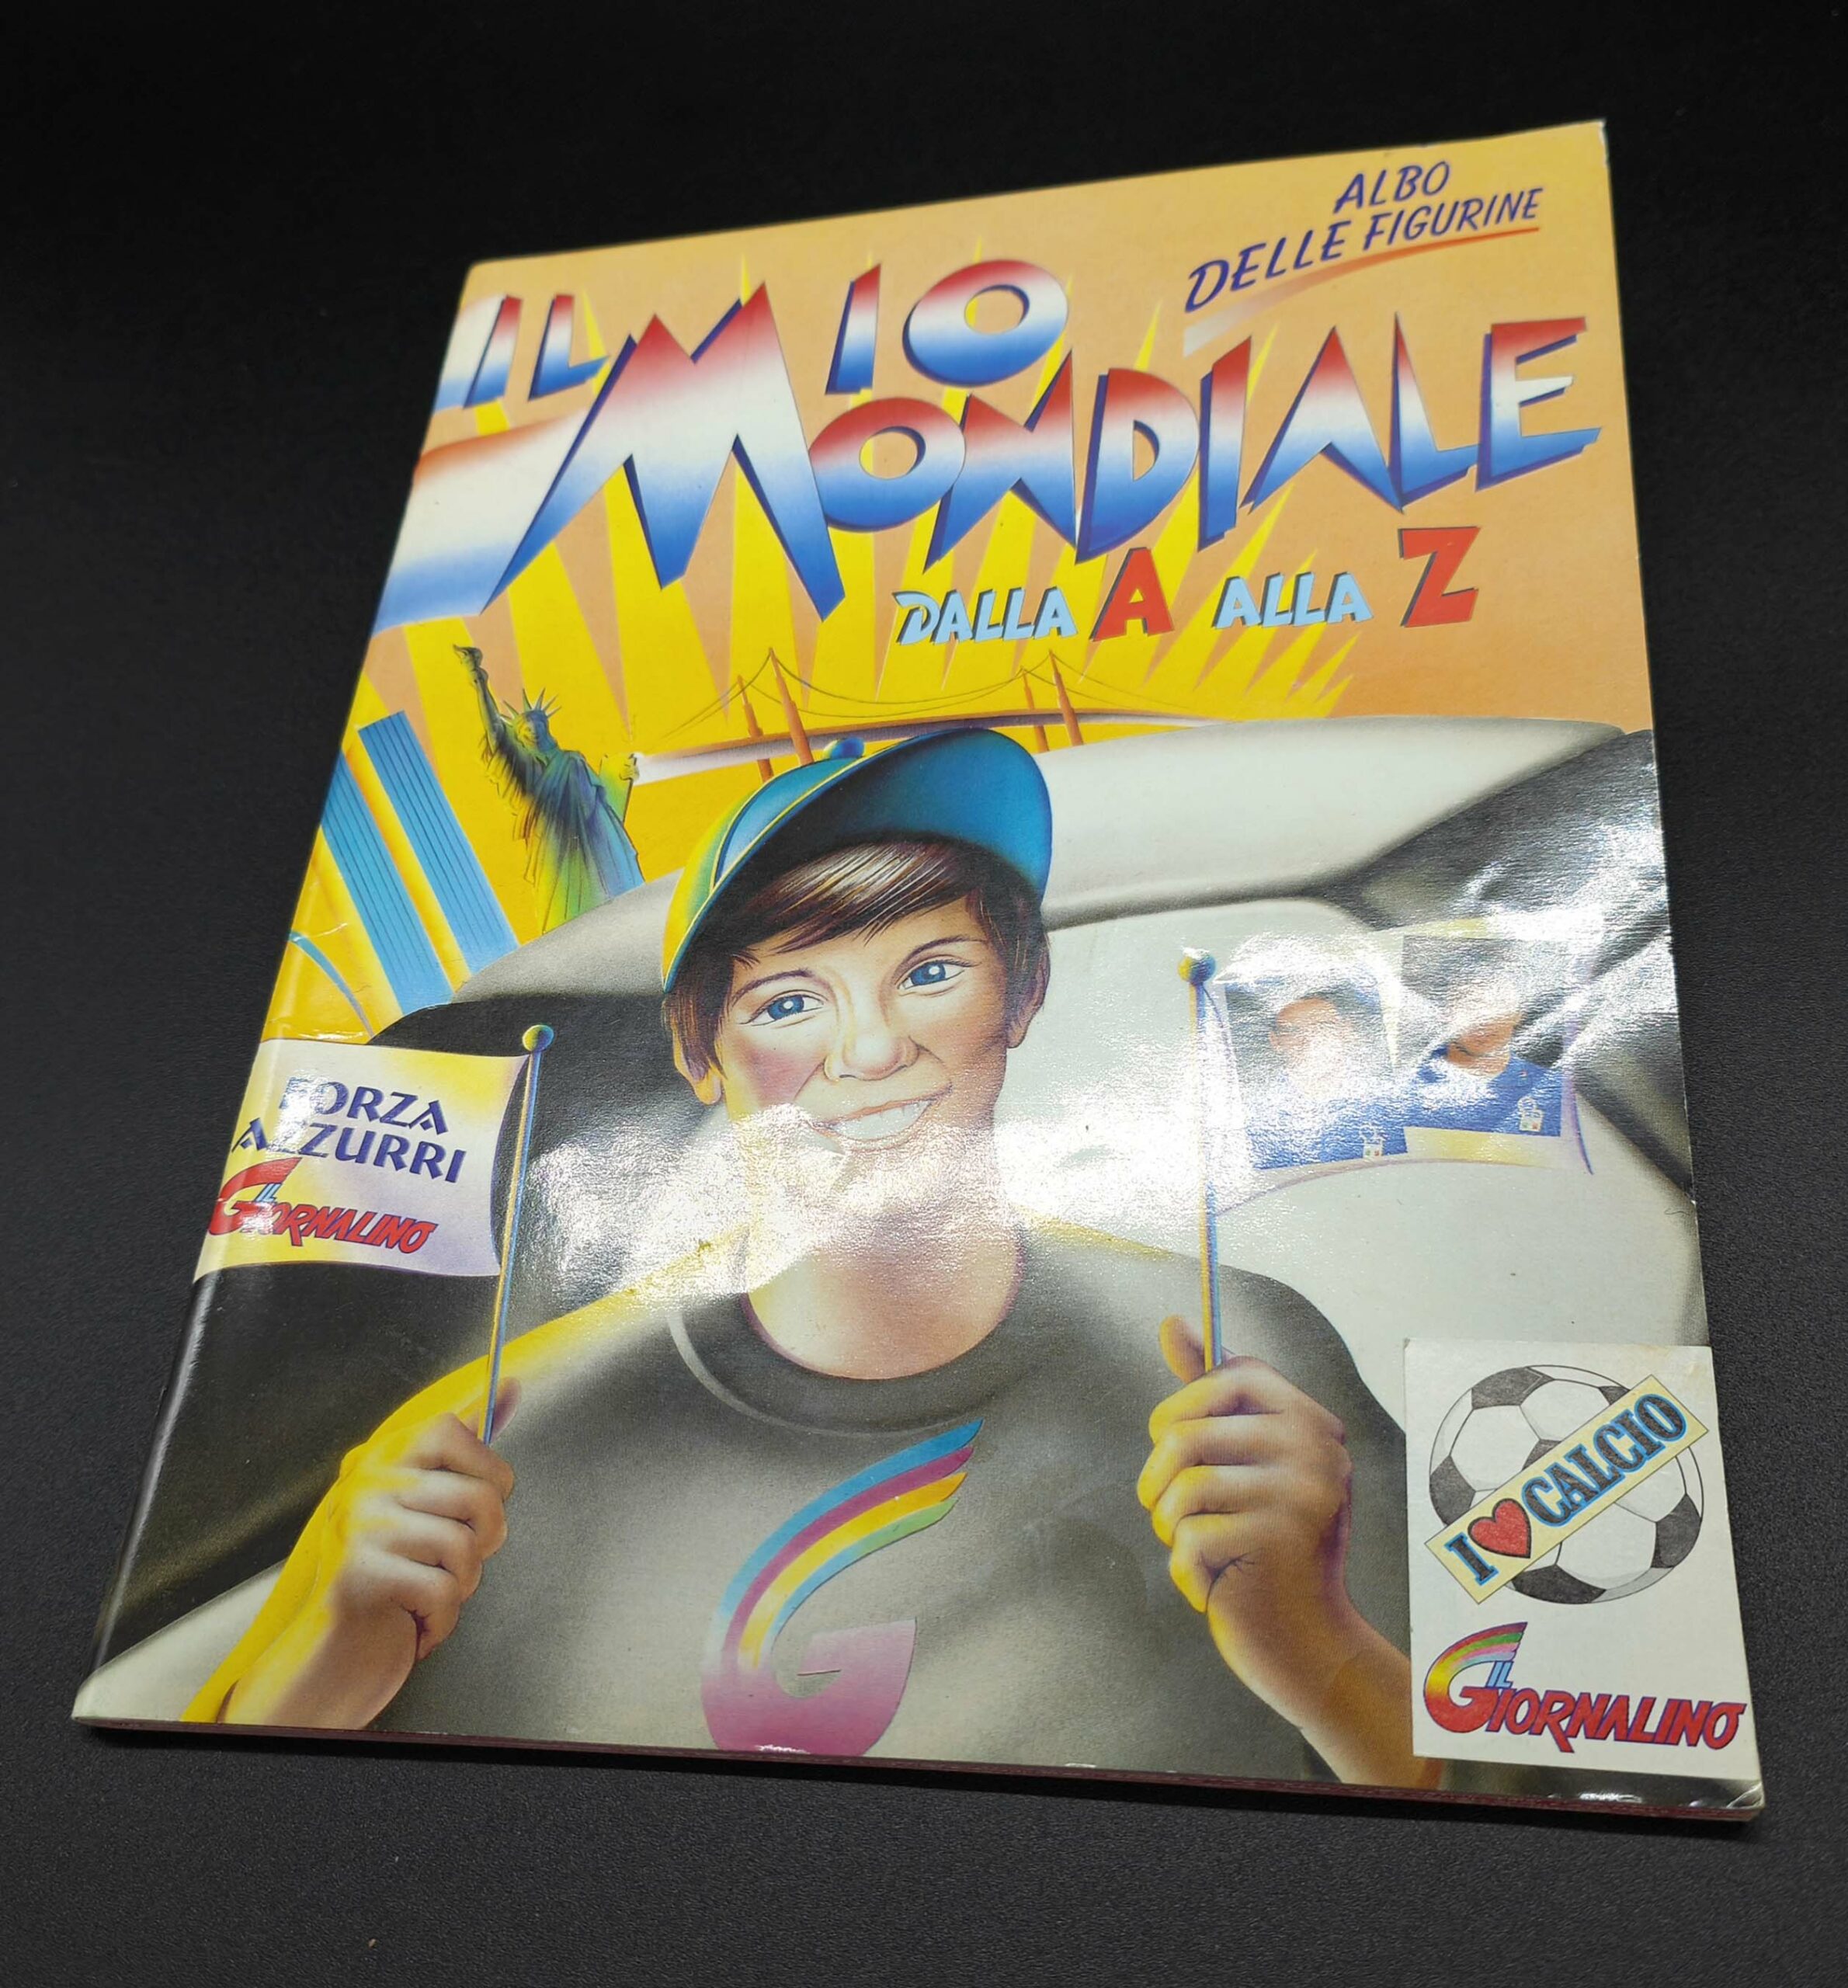 ALBO
DELLE FIGURINE
IL MIO
MONDIALE
DALLA A ALLA Z
FORZA
AZZURRI
IL
GIORNALINO
G
I ♥ CALCIO
IL
GIORNALINO